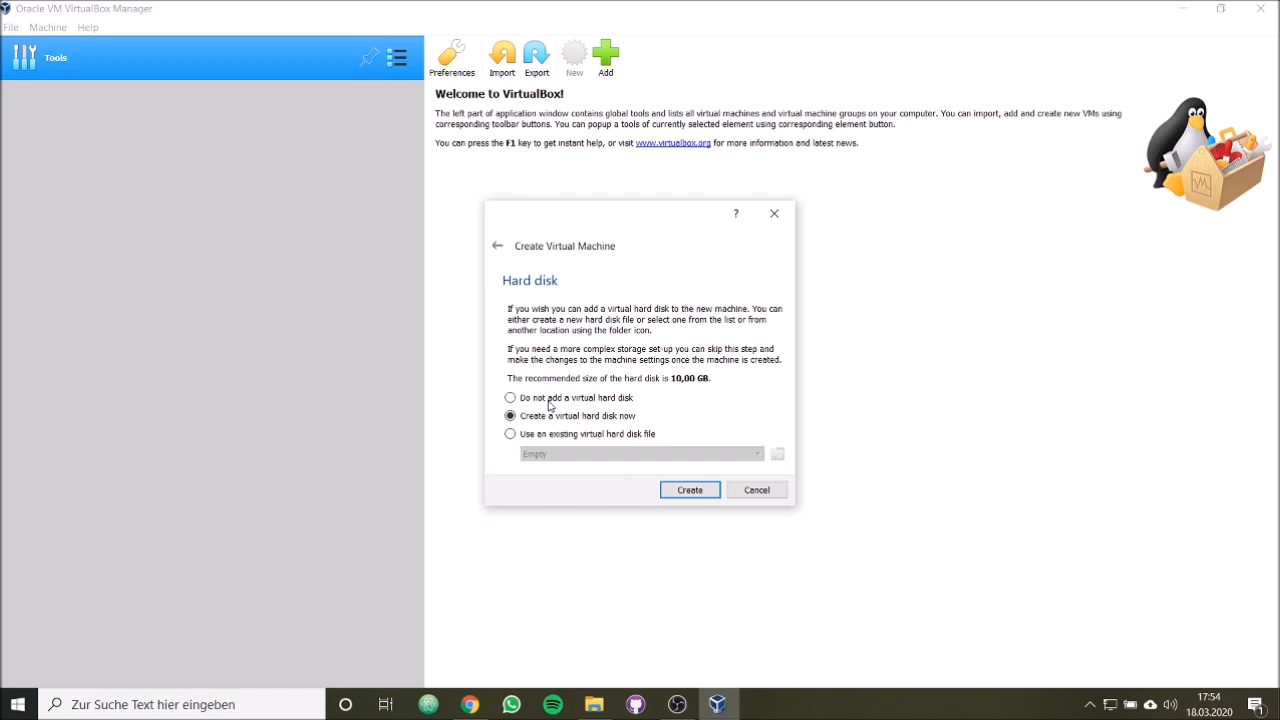 Oracle VM VirtualBox Manager
File Machine Help
Tools
Preferences Import Export New Add
Welcome to VirtualBox!
The left part of application window contains global tools and lists all virtual machines and virtual machine groups on your computer. You can import, add and create new VMs using
corresponding toolbar buttons. You can popup a tools of currently selected element using corresponding element button.
You can press the F1 key to get instant help, or visit www.virtualbox.org for more information and latest news.
?
Create Virtual Machine
Hard disk
If you wish you can add a virtual hard disk to the new machine. You can
either create a new hard disk file or select one from the list or from
another location using the folder icon.
If you need a more complex storage set-up you can skip this step and
make the changes to the machine settings once the machine is created.
The recommended size of the hard disk is 10,00 GB.
Do not add a virtual hard disk
Create a virtual hard disk now
Use an existing virtual hard disk file
Empty
Create Cancel
Zur Suche Text hier eingeben
17:54
18.03.2020
1